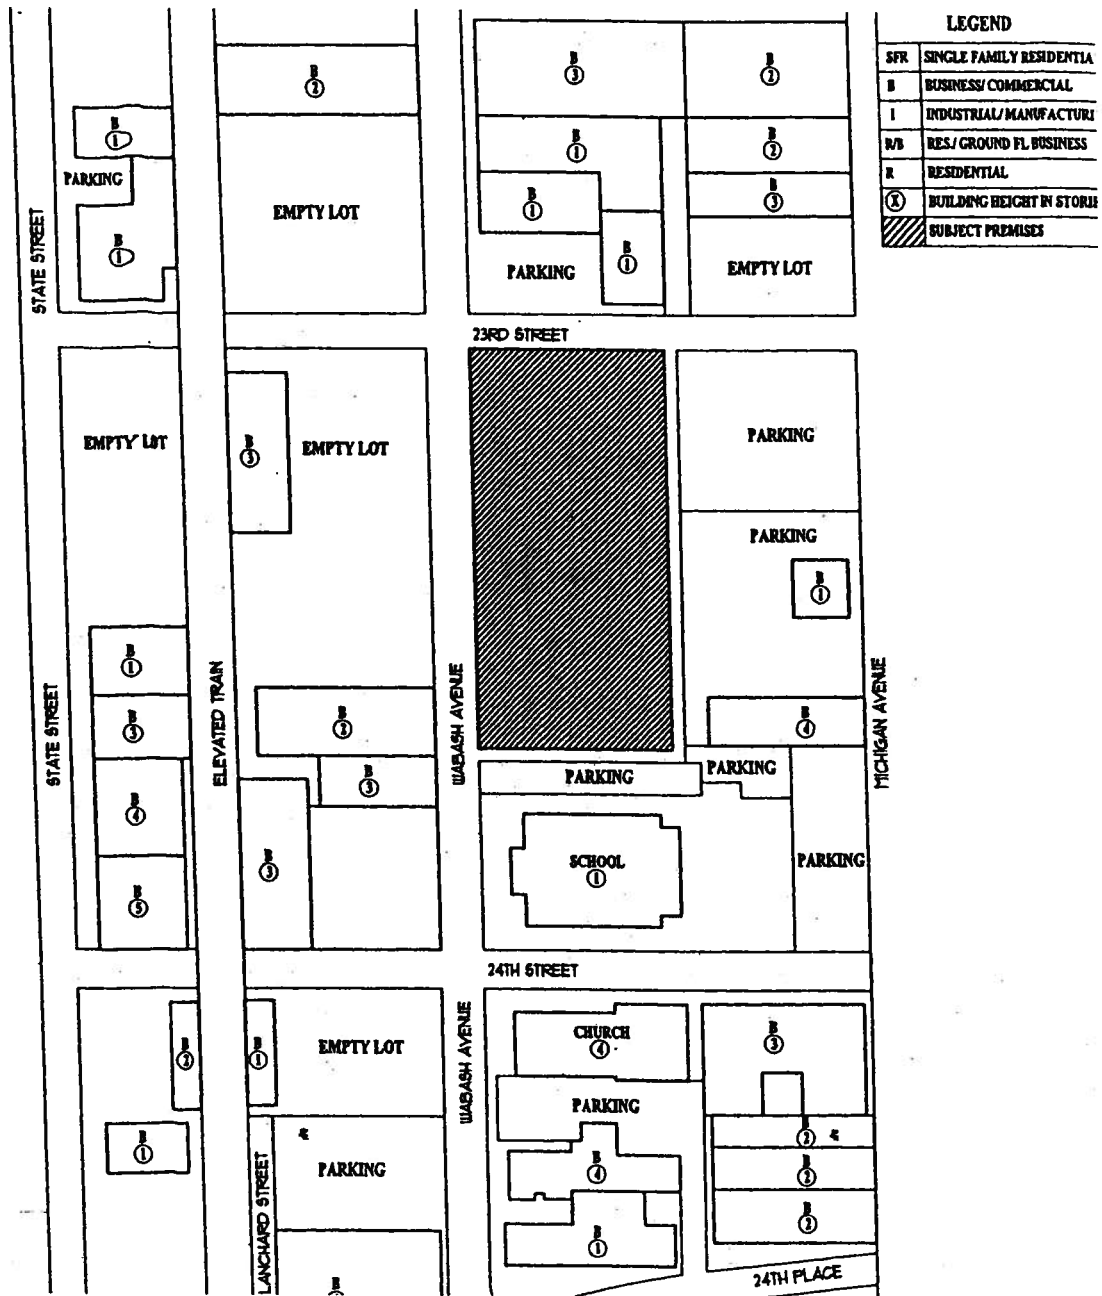 LEGEND
SFR SINGLE FAMILY RESIDENTIA
B BUSINESS/ COMMERCIAL
I INDUSTRIAL/ MANUFACTURI
R/B RES./ GROUND FL BUSINESS
R RESIDENTIAL
X BUILDING HEIGHT IN STORIE
SUBJECT PREMISES
B
3
B
2
B
2
B
1
PARKING
B
1
STATE STREET
EMPTY LOT
B
1
B
2
B
1
B
3
PARKING
B
1
EMPTY LOT
23RD STREET
EMPTY LOT
B
3
EMPTY LOT
PARKING
PARKING
B
1
B
1
STATE STREET
B
3
ELEVATED TRAIN
B
2
WABASH AVENUE
B
4
MICHIGAN AVENUE
B
3
PARKING
PARKING
B
4
B
3
SCHOOL
1
PARKING
B
5
24TH STREET
B
2
B
1
EMPTY LOT
WABASH AVENUE
CHURCH
4
B
3
PARKING
B
2
B
1
LANCHARD STREET
PARKING
B
4
B
2
B
2
B
1
B
24TH PLACE